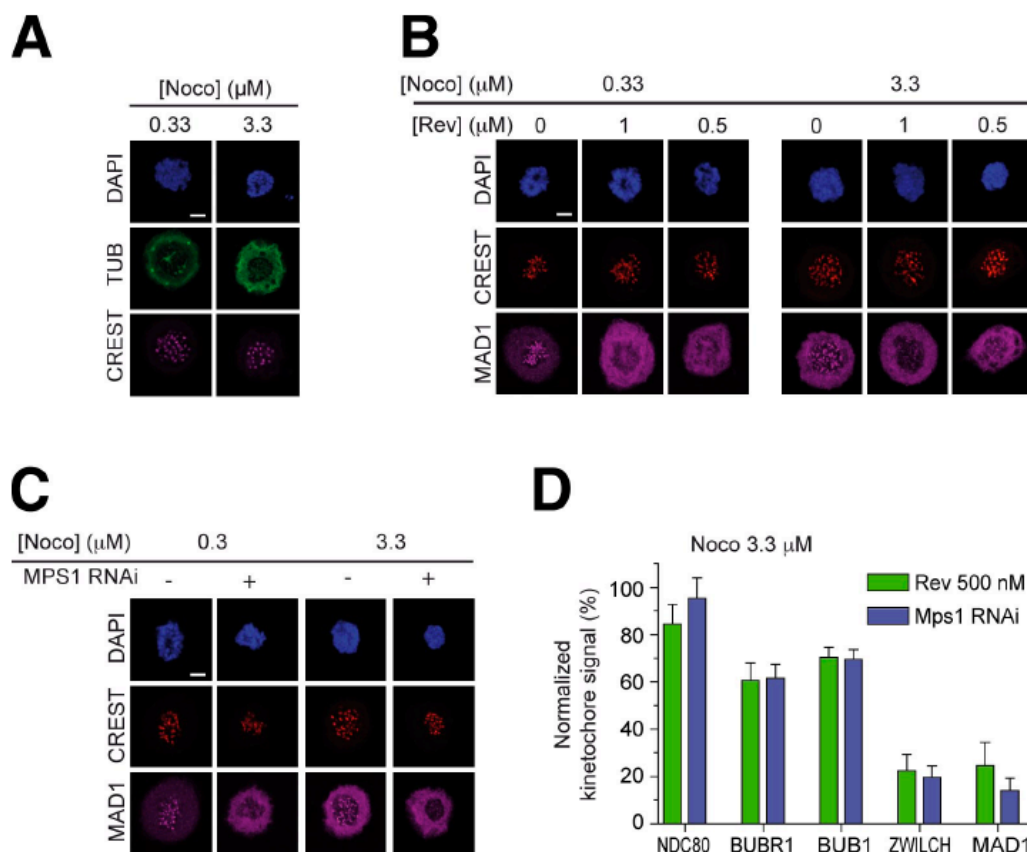 A
[Noco] (µM)
0.33 3.3
DAPI
TUB
CREST
B
[Noco] (µM) 0.33 3.3
[Rev] (µM) 0 1 0.5 0 1 0.5
DAPI
CREST
MAD1
C
[Noco] (µM) 0.3 3.3
MPS1 RNAi - + - +
DAPI
CREST
MAD1
D
Noco 3.3 µM
Normalized
kinetochore signal (%)
100
80
60
40
20
0
Rev 500 nM
Mps1 RNAi
NDC80 BUBR1 BUB1 ZWILCH MAD1